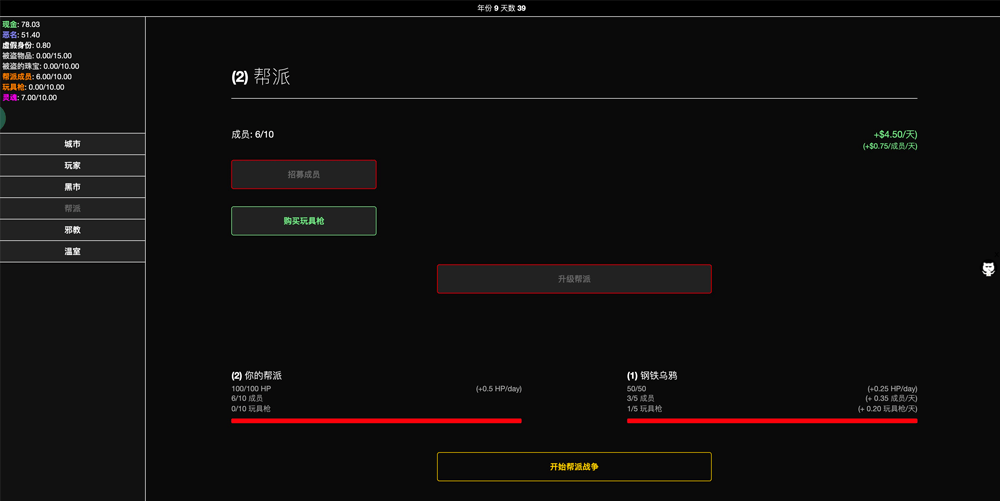 年份 9 天数 39
现金: 78.03
恶名: 51.40
虚假身份: 0.80
被盗物品: 0.00/15.00
被盗的珠宝: 0.00/10.00
帮派成员: 6.00/10.00
玩具枪: 0.00/10.00
灵魂: 7.00/10.00
城市
玩家
黑市
帮派
邪教
温室
(2) 帮派
成员: 6/10
+$4.50/天)
(+$0.75/成员/天)
招募成员
购买玩具枪
升级帮派
(2) 你的帮派
100/100 HP (+0.5 HP/day)
6/10 成员
0/10 玩具枪
(1) 钢铁乌鸦
50/50 (+0.25 HP/day)
3/5 成员 (+ 0.35 成员/天)
1/5 玩具枪 (+ 0.20 玩具枪/天)
开始帮派战争